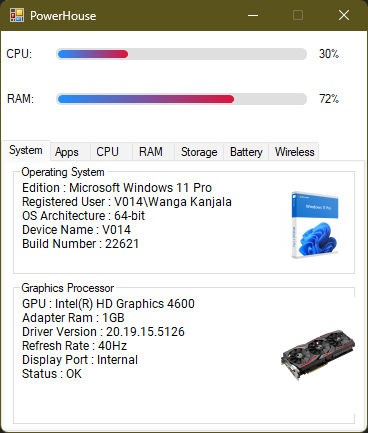 PowerHouse
CPU: 30%
RAM: 72%
System Apps CPU RAM Storage Battery Wireless
Operating System
Edition : Microsoft Windows 11 Pro
Registered User : V014\Wanga Kanjala
OS Architecture : 64-bit
Device Name : V014
Build Number : 22621
Windows 11 Pro
Graphics Processor
GPU : Intel(R) HD Graphics 4600
Adapter Ram : 1GB
Driver Version : 20.19.15.5126
Refresh Rate : 40Hz
Display Port : Internal
Status : OK